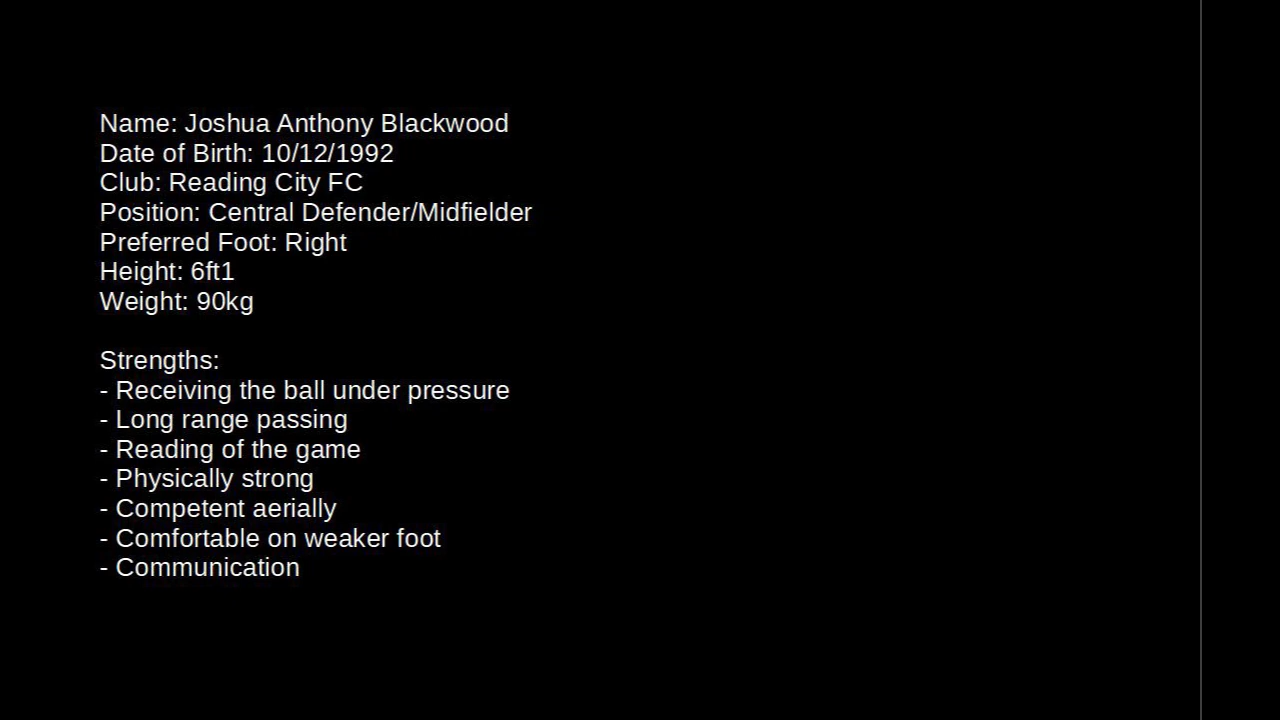 Name: Joshua Anthony Blackwood
Date of Birth: 10/12/1992
Club: Reading City FC
Position: Central Defender/Midfielder
Preferred Foot: Right
Height: 6ft1
Weight: 90kg
Strengths:
- Receiving the ball under pressure
- Long range passing
- Reading of the game
- Physically strong
- Competent aerially
- Comfortable on weaker foot
- Communication